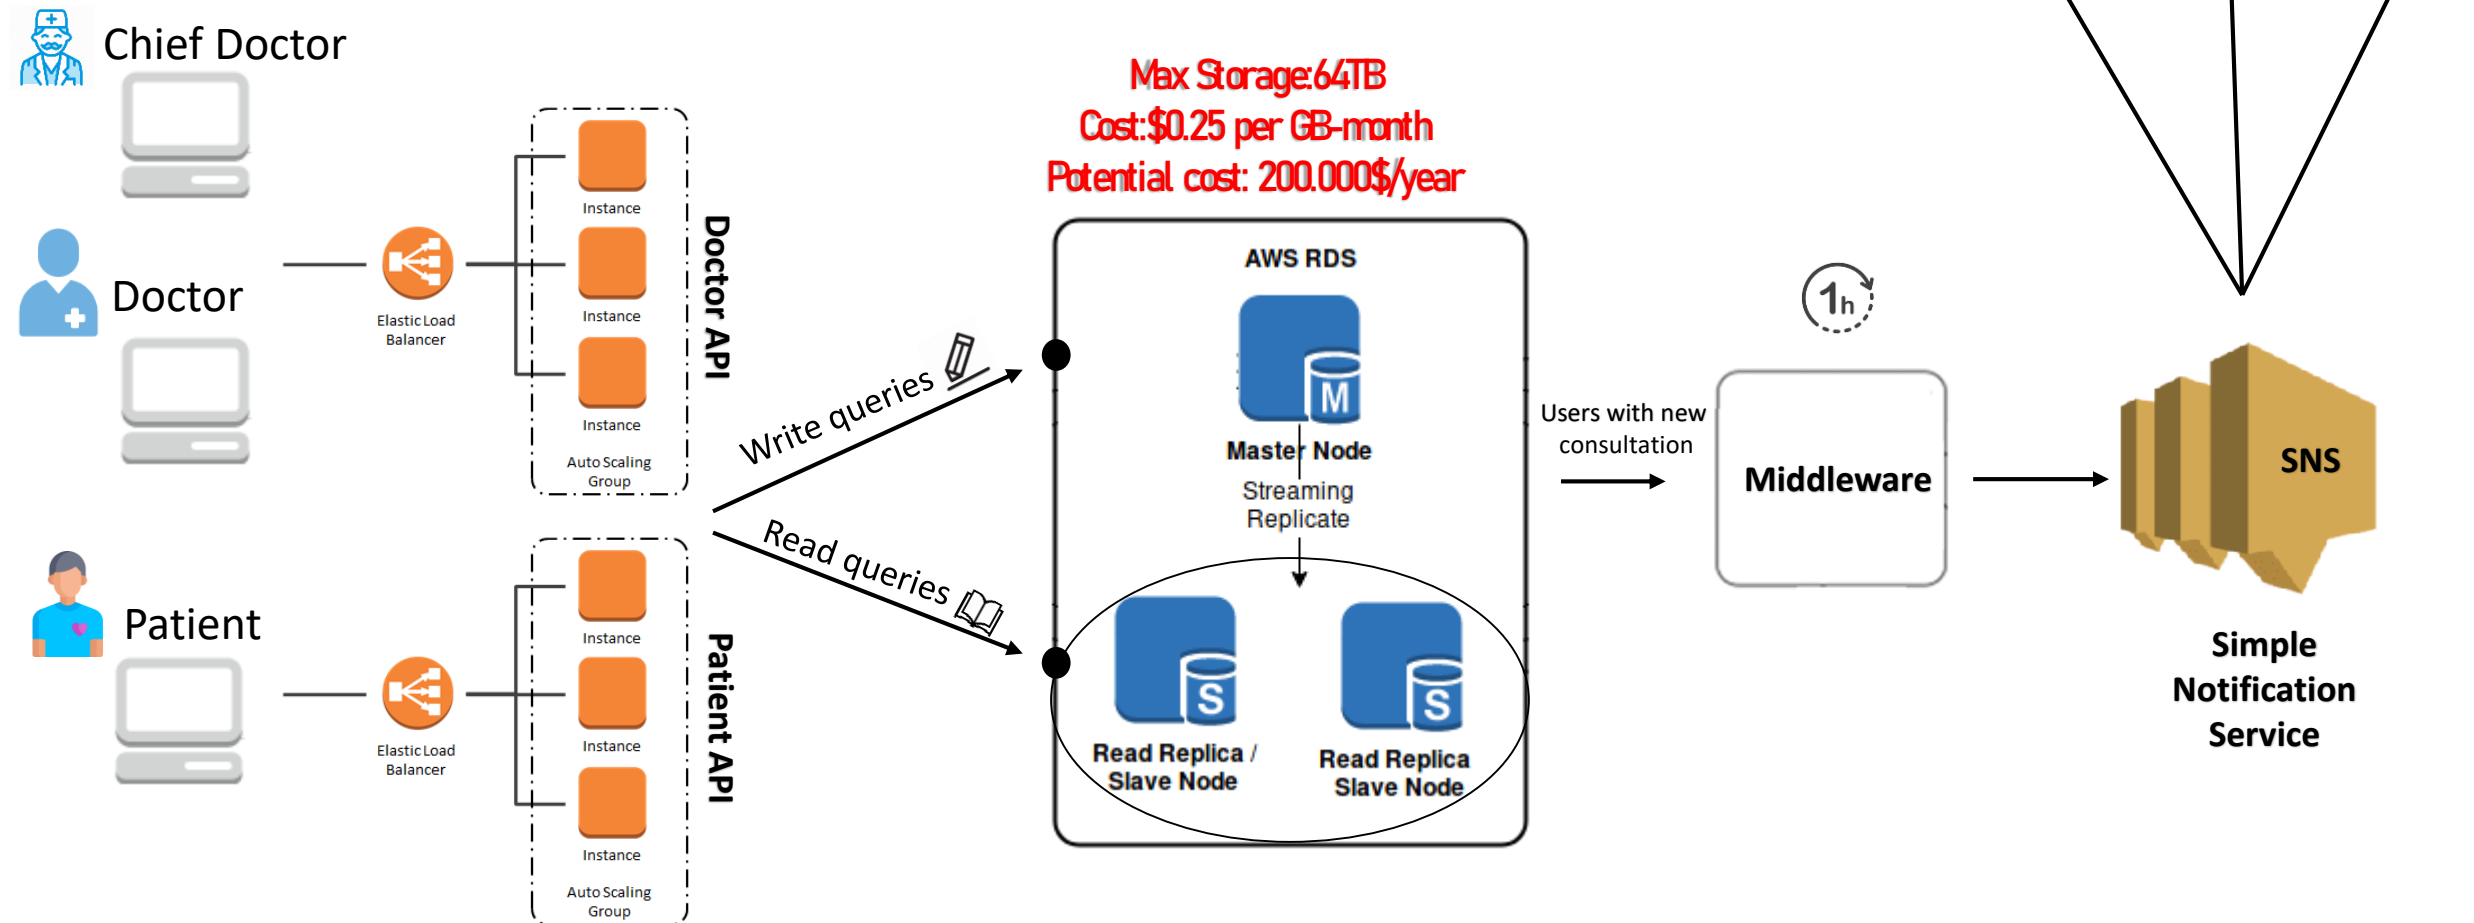 Chief Doctor
Doctor
Patient
Elastic Load
Balancer
Instance
Instance
Instance
Auto Scaling
Group
Doctor API
Elastic Load
Balancer
Instance
Instance
Instance
Auto Scaling
Group
Patient API
Write queries
Read queries
Max Storage:64TB
Cost:$0.25 per GB-month
Potential cost: 200.000$/year
AWS RDS
M
Master Node
Streaming
Replicate
S
Read Replica /
Slave Node
S
Read Replica
Slave Node
Users with new
consultation
1h
Middleware
SNS
Simple
Notification
Service